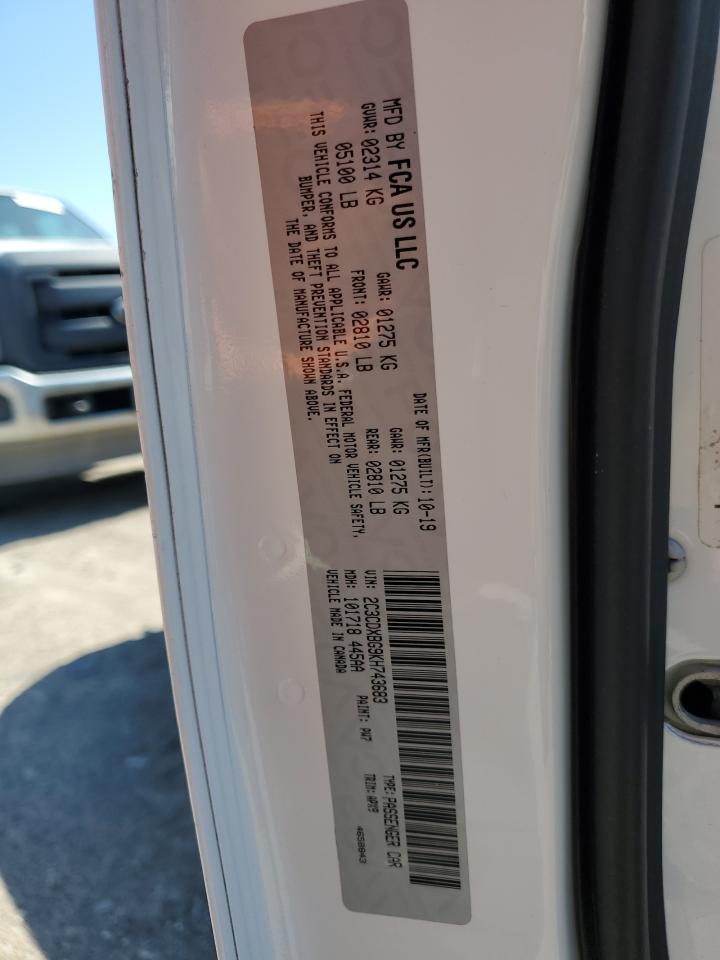 MFD BY FCA US LLC
DATE OF MFR(BUILT):10-19
GVWR:02314 KG
GAWR:01275 KG
GAWR:01275 KG
05100 LB
FRONT:02810 LB
REAR:02810 LB
THIS VEHICLE CONFORMS TO ALL APPLICABLE U.S.A. FEDERAL MOTOR VEHICLE SAFETY,
BUMPER, AND THEFT PREVENTION STANDARDS IN EFFECT ON
THE DATE OF MANUFACTURE SHOWN ABOVE.
VIN: 2C3CDXBG9KH743683
TYPE:PASSENGER CAR
MDH: 101718 445AA
PAINT: PW7
TRIM:APX9
VEHICLE MADE IN CANADA